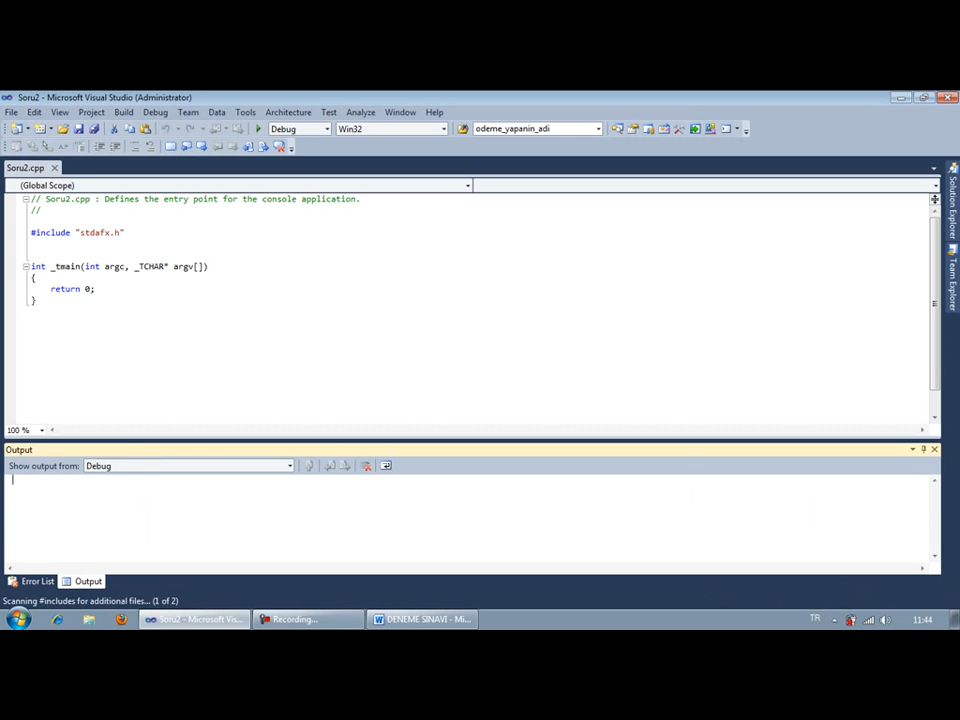 Soru2 - Microsoft Visual Studio (Administrator)
File Edit View Project Build Debug Team Data Tools Architecture Test Analyze Window Help
Debug Win32 odeme_yapanin_adi
Soru2.cpp
(Global Scope)
// Soru2.cpp : Defines the entry point for the console application.
//
#include "stdafx.h"
int _tmain(int argc, _TCHAR* argv[])
{
return 0;
}
100 %
Output
Show output from: Debug
Error List Output
Scanning #includes for additional files... (1 of 2)
Soru2 - Microsoft Vis... Recording... DENEME SINAVI - Mi... TR 11:44
Solution Explorer
Team Explorer